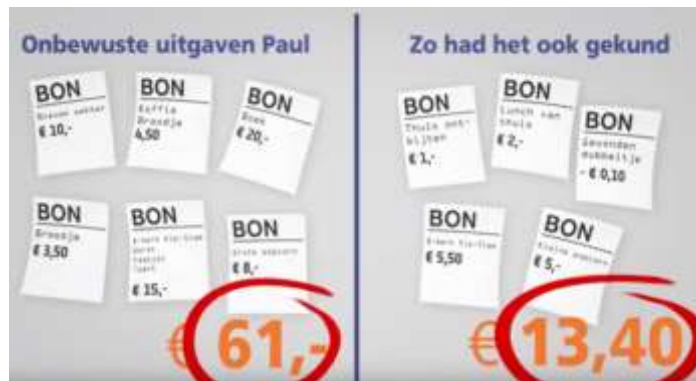 Onbewuste uitgaven Paul
BON
€ 10,-
BON
Koffie
Broodje
4,50
BON
Boek
€ 20,-
BON
Broodje
€ 3,50
BON
€ 15,-
BON
€ 8,-
€ 61,-
Zo had het ook gekund
BON
Thuis ont-
bijten
€ 1,-
BON
Lunch van
thuis
€ 2,-
BON
Gevonden
dubbeltje
- € 0,10
BON
€ 5,50
BON
€ 5,-
€ 13,40